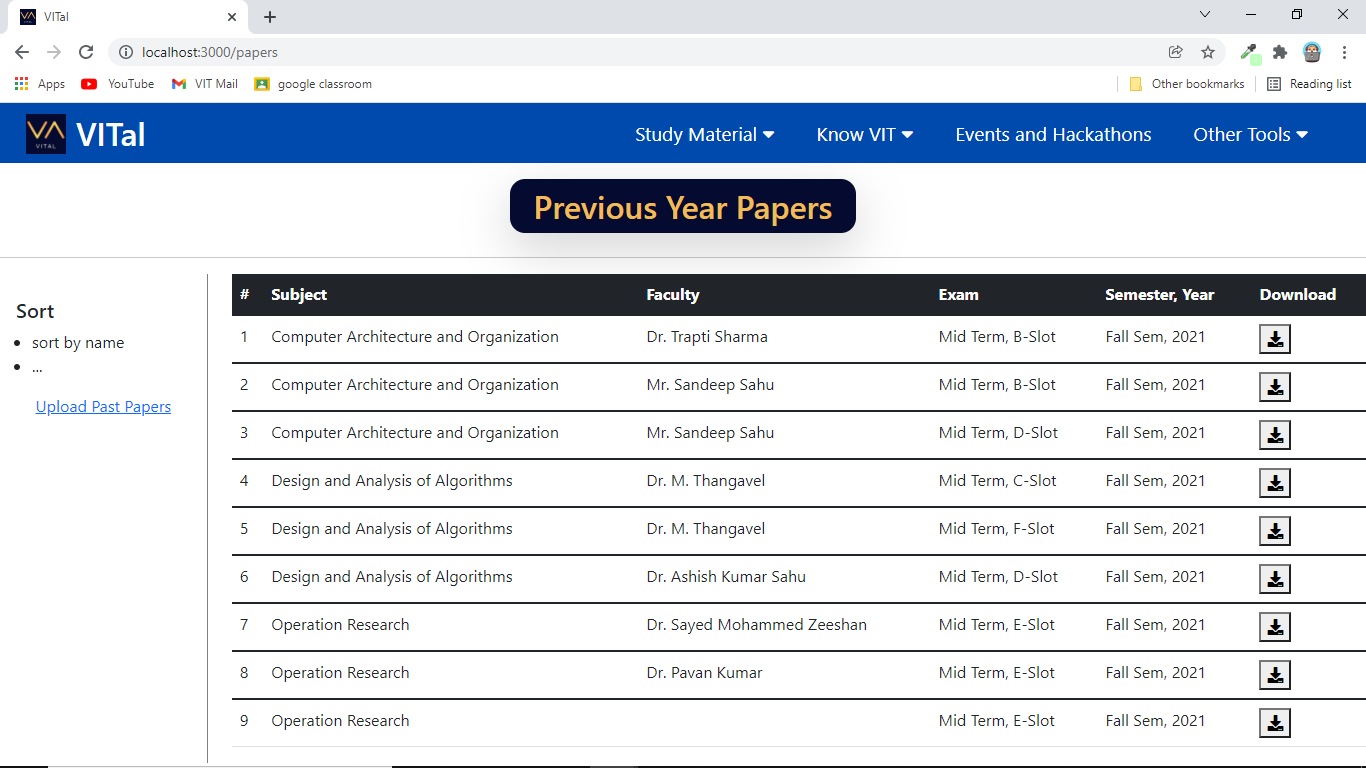 VITal
localhost:3000/papers
Apps YouTube VIT Mail google classroom Other bookmarks Reading list
VA VITAL VITal Study Material Know VIT Events and Hackathons Other Tools
Previous Year Papers
Sort
sort by name
...
Upload Past Papers
# Subject Faculty Exam Semester, Year Download
1 Computer Architecture and Organization Dr. Trapti Sharma Mid Term, B-Slot Fall Sem, 2021
2 Computer Architecture and Organization Mr. Sandeep Sahu Mid Term, B-Slot Fall Sem, 2021
3 Computer Architecture and Organization Mr. Sandeep Sahu Mid Term, D-Slot Fall Sem, 2021
4 Design and Analysis of Algorithms Dr. M. Thangavel Mid Term, C-Slot Fall Sem, 2021
5 Design and Analysis of Algorithms Dr. M. Thangavel Mid Term, F-Slot Fall Sem, 2021
6 Design and Analysis of Algorithms Dr. Ashish Kumar Sahu Mid Term, D-Slot Fall Sem, 2021
7 Operation Research Dr. Sayed Mohammed Zeeshan Mid Term, E-Slot Fall Sem, 2021
8 Operation Research Dr. Pavan Kumar Mid Term, E-Slot Fall Sem, 2021
9 Operation Research Mid Term, E-Slot Fall Sem, 2021